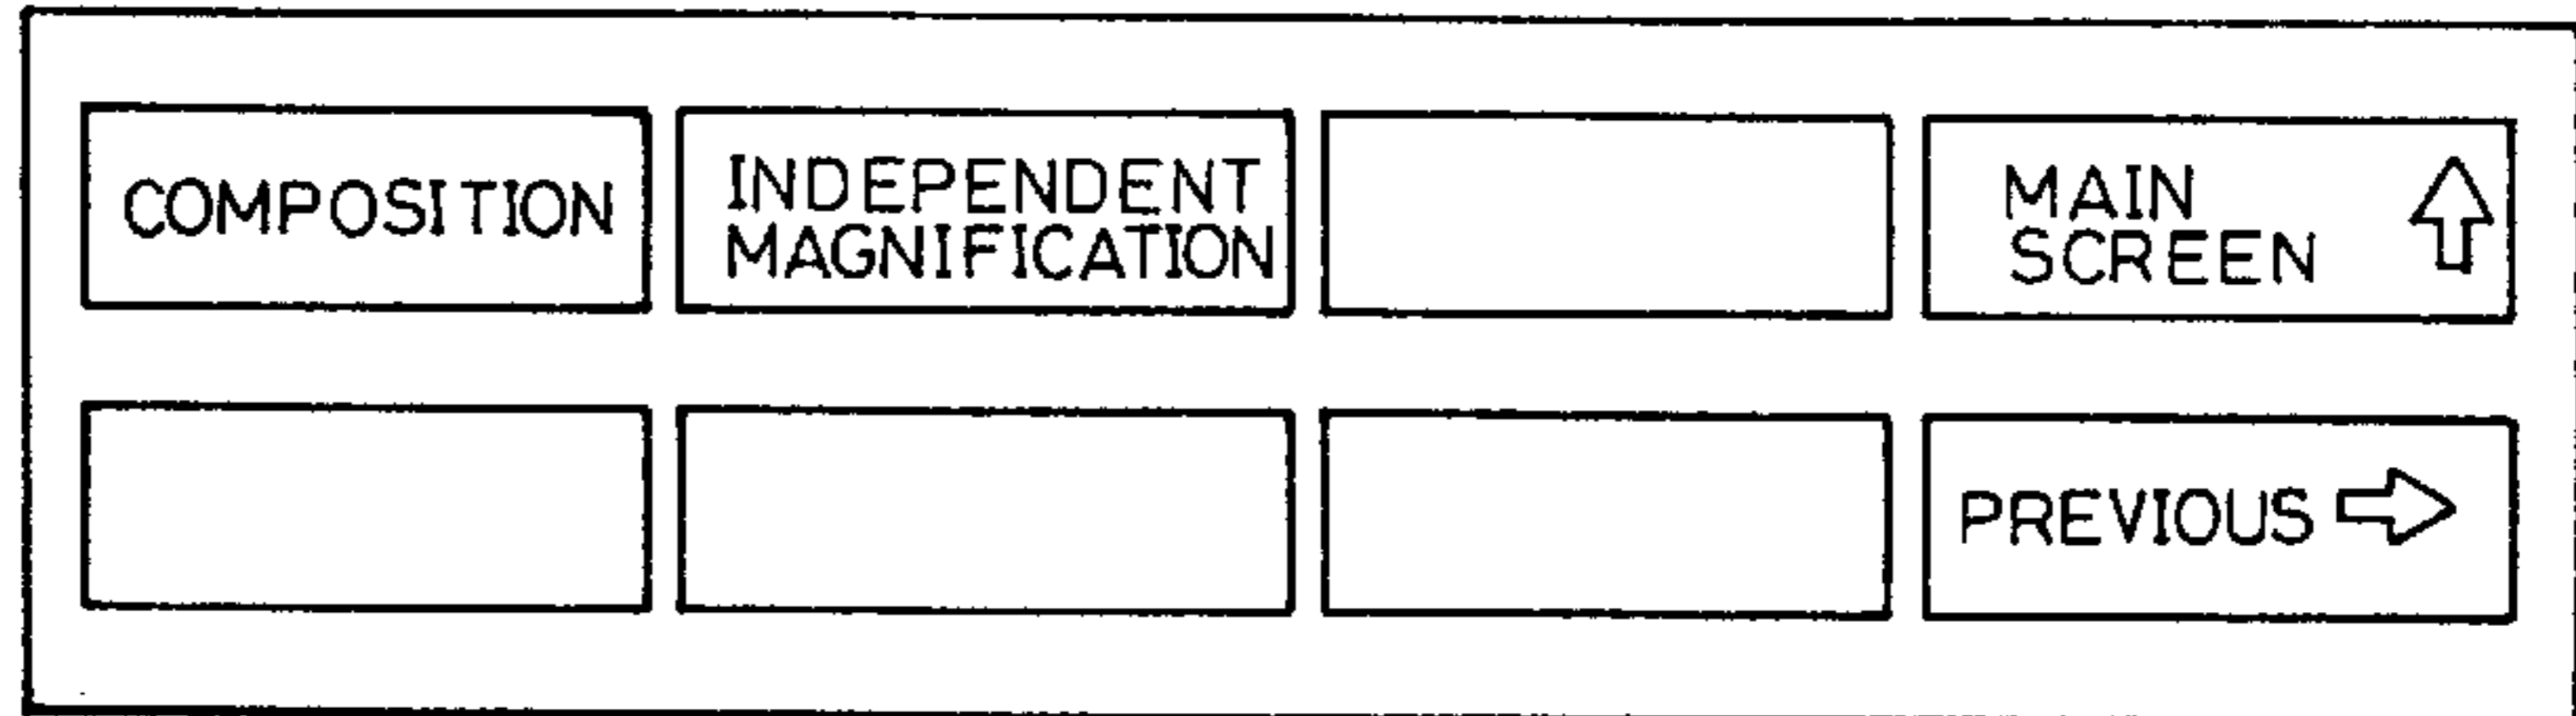 COMPOSITION
INDEPENDENT
MAGNIFICATION
MAIN
SCREEN
PREVIOUS